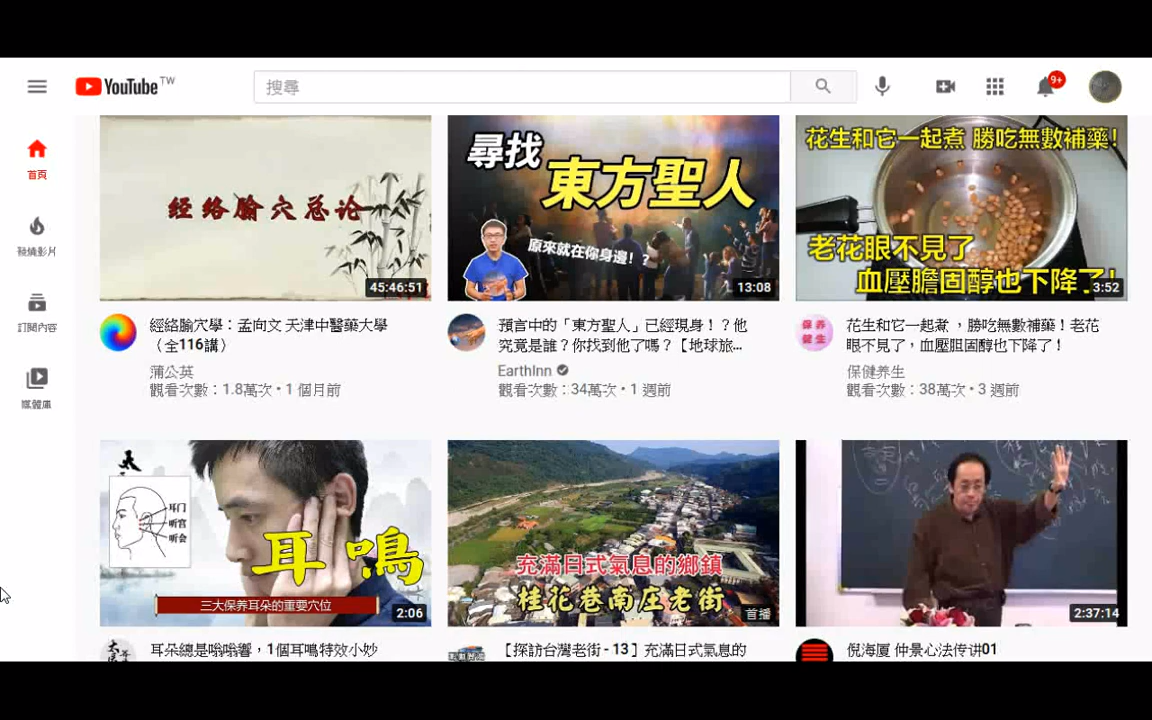 YouTube TW
搜尋
9+
首頁
發燒影片
訂閱內容
媒體庫
经络腧穴总论
45:46:51
經絡腧穴學：孟向文 天津中醫藥大學
（全116講）
蒲公英
觀看次數：1.8萬次 • 1 個月前
尋找
東方聖人
原來就在你身邊！？
13:08
預言中的「東方聖人」已經現身！？他
究竟是誰？你找到他了嗎？【地球旅...
EarthInn
觀看次數：34萬次 • 1 週前
花生和它一起煮 勝吃無數補藥！
老花眼不見了
血壓膽固醇也下降了！
3:52
保养
健生
花生和它一起煮，勝吃無數補藥！老花
眼不見了，血壓胆固醇也下降了！
保健养生
觀看次數：38萬次 • 3 週前
耳门
听宫
听会
耳鳴
三大保养耳朵的重要穴位
2:06
耳朵總是嗡嗡響，1個耳鳴特效小妙
充滿日式氣息的鄉鎮
桂花巷南庄老街
首播
【探訪台灣老街 - 13 】充滿日式氣息的
2:37:14
倪海厦 仲景心法传讲01